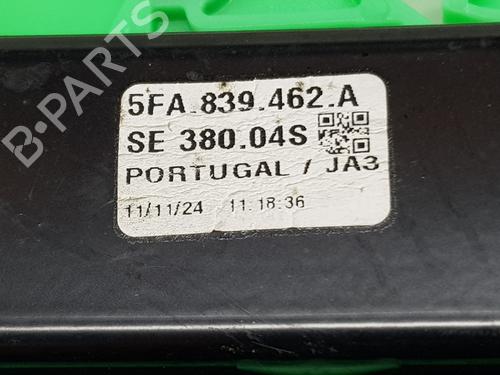 B-PARTS
5FA.839.462.A
SE 380.04S
PORTUGAL / JA3
11/11/24 11:18:36